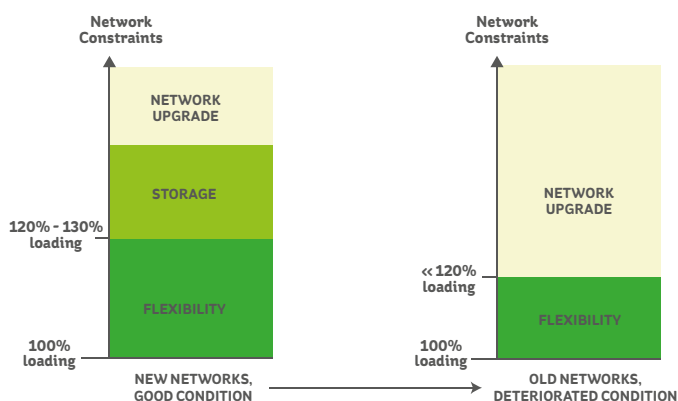 Network
Constraints
NETWORK
UPGRADE
STORAGE
120% - 130%
loading
FLEXIBILITY
100%
loading
NEW NETWORKS,
GOOD CONDITION
Network
Constraints
NETWORK
UPGRADE
<< 120%
loading
FLEXIBILITY
100%
loading
OLD NETWORKS,
DETERIORATED CONDITION